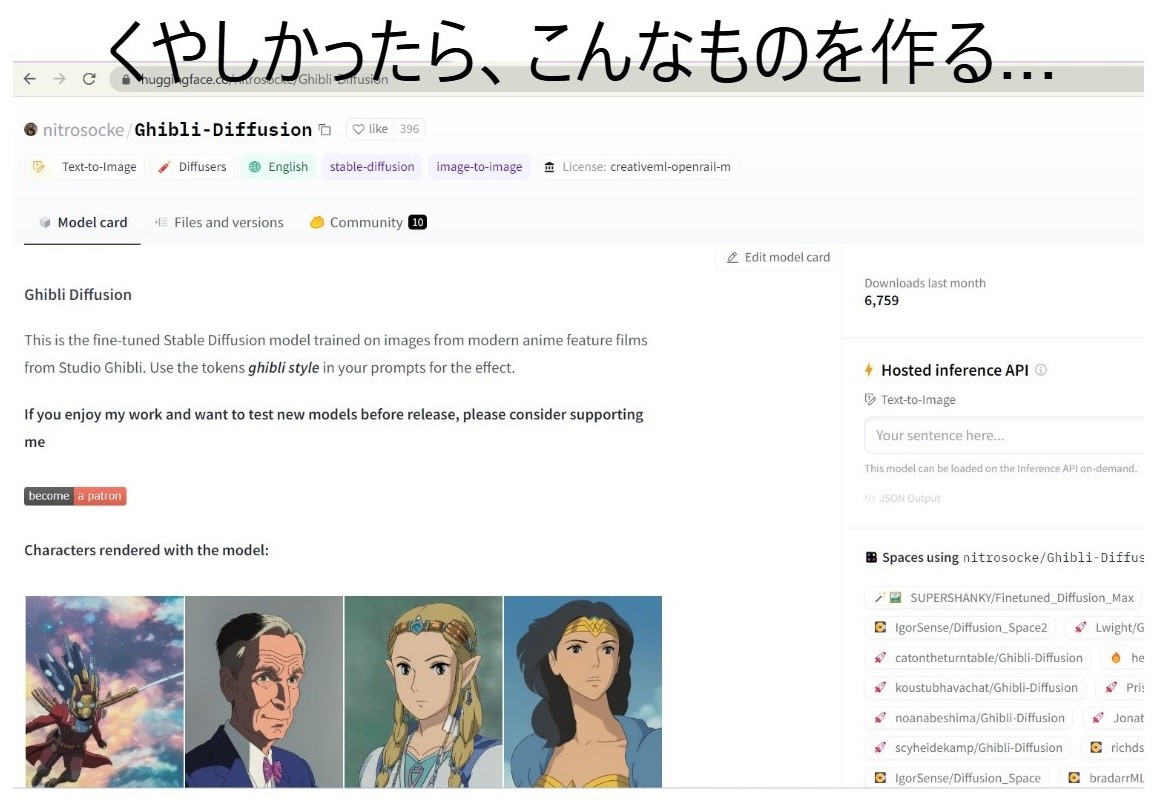 くやしかったら、こんなものを作る...
huggingface.co/nitrosocke/Ghibli-Diffusion
nitrosocke/Ghibli-Diffusion like 396
Text-to-Image Diffusers English stable-diffusion image-to-image License: creativeml-openrail-m
Model card Files and versions Community 10
Edit model card
Ghibli Diffusion
This is the fine-tuned Stable Diffusion model trained on images from modern anime feature films
from Studio Ghibli. Use the tokens ghibli style in your prompts for the effect.
If you enjoy my work and want to test new models before release, please consider supporting
me
become a patron
Characters rendered with the model:
Downloads last month
6,759
Hosted inference API
Text-to-Image
Your sentence here...
This model can be loaded on the Inference API on-demand.
</> JSON Output
Spaces using nitrosocke/Ghibli-Diffus
SUPERSHANKY/Finetuned_Diffusion_Max
IgorSense/Diffusion_Space2 Lwight/G
catontheturntable/Ghibli-Diffusion he
koustubhavachat/Ghibli-Diffusion Pris
noanabeshima/Ghibli-Diffusion Jonat
scyheidekamp/Ghibli-Diffusion richds
IgorSense/Diffusion_Space bradarrML